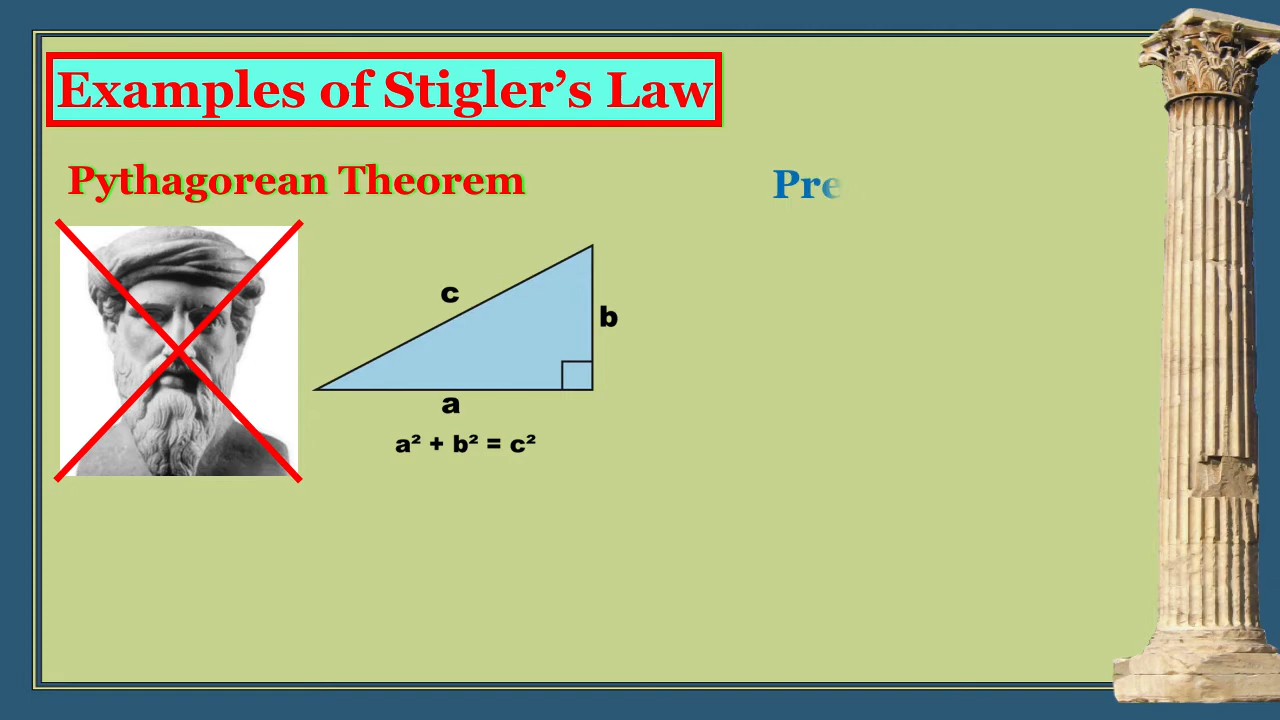 Examples of Stigler’s Law
Pythagorean Theorem
Pre
c
b
a
a² + b² = c²